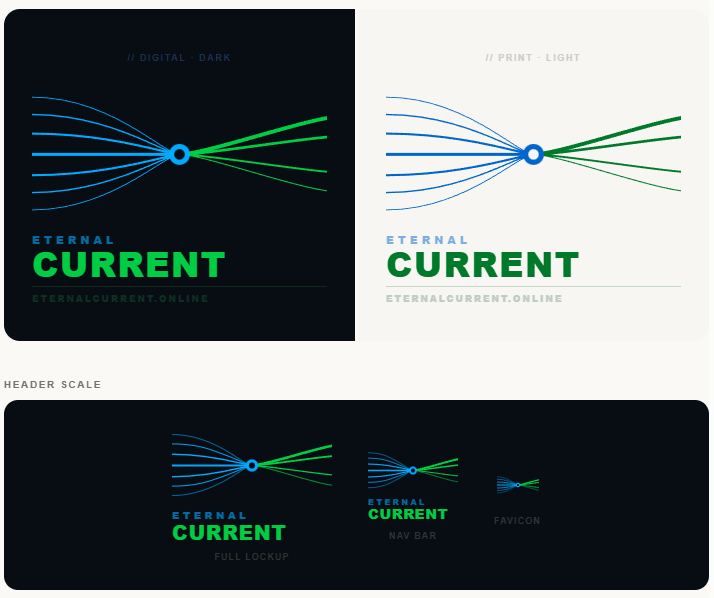 // DIGITAL · DARK
ETERNAL
CURRENT
ETERNALCURRENT.ONLINE
// PRINT · LIGHT
ETERNAL
CURRENT
ETERNALCURRENT.ONLINE
HEADER SCALE
ETERNAL
CURRENT
FULL LOCKUP
ETERNAL
CURRENT
NAV BAR
FAVICON